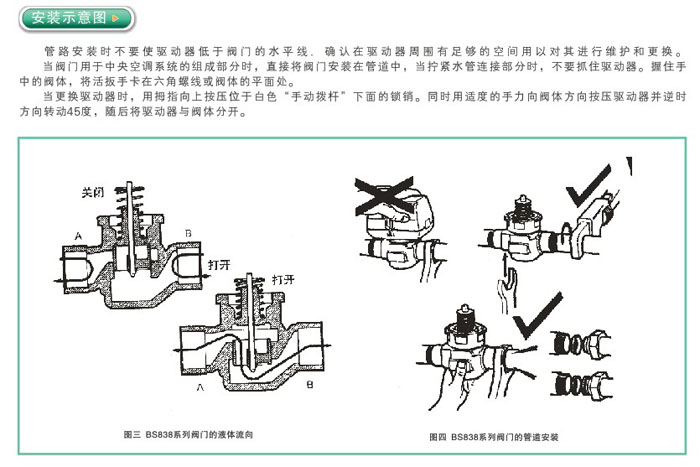 安装示意图
管路安装时不要使驱动器低于阀门的水平线. 确认在驱动器周围有足够的空间用以对其进行维护和更换。
当阀门用于中央空调系统的组成部分时，直接将阀门安装在管道中，当拧紧水管连接部分时，不要抓住驱动器。握住手
中的阀体，将活扳手卡在六角螺线或阀体的平面处。
当更换驱动器时，用拇指向上按压位于白色“手动拨杆”下面的锁销。同时用适度的手力向阀体方向按压驱动器并逆时
方向转动45度，随后将驱动器与阀体分开。
关闭
A
B
打开
打开
A
B
图三 BS838系列阀门的液体流向
图四 BS838系列阀门的管道安装